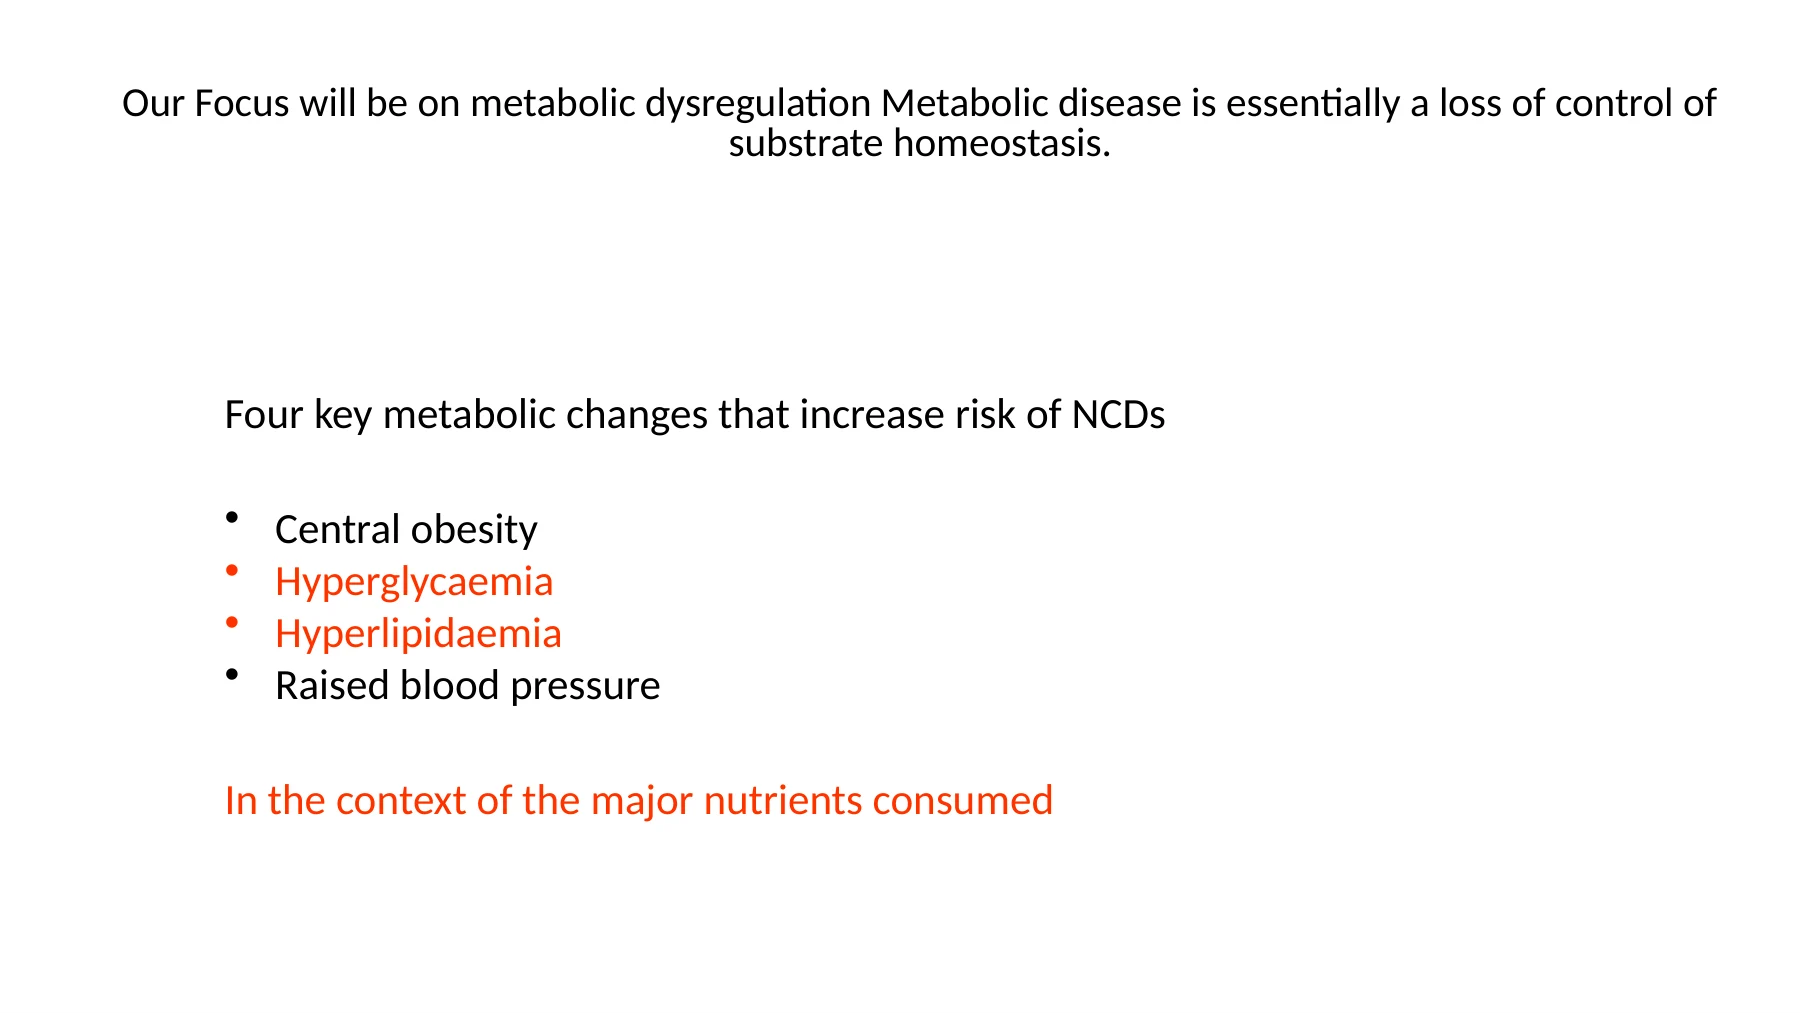 Our Focus will be on metabolic dysregulation Metabolic disease is essentially a loss of control of
substrate homeostasis.
Four key metabolic changes that increase risk of NCDs
• Central obesity
• Hyperglycaemia
• Hyperlipidaemia
• Raised blood pressure
In the context of the major nutrients consumed